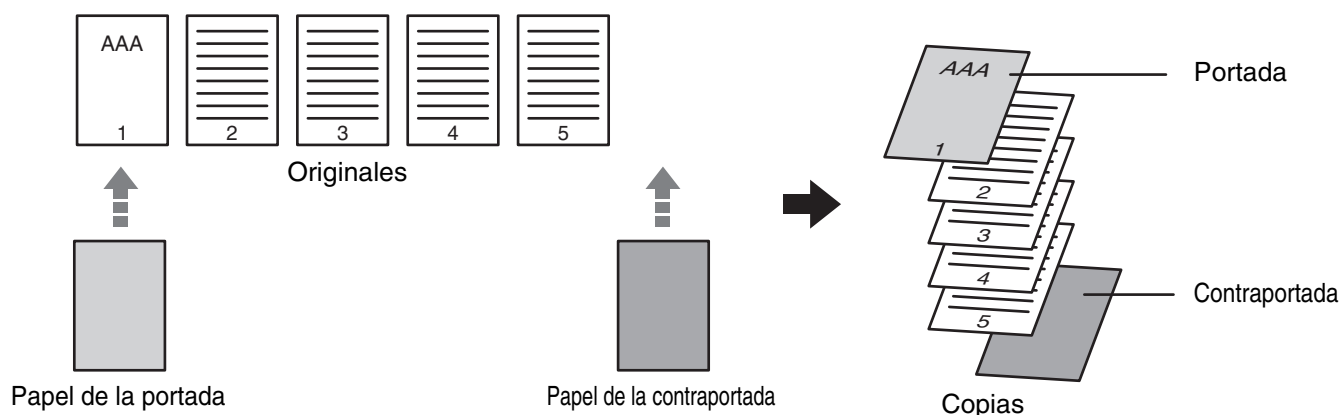 AAA
1
2
3
4
5
Originales
Papel de la portada
Papel de la contraportada
AAA
1
2
3
4
5
Portada
Contraportada
Copias